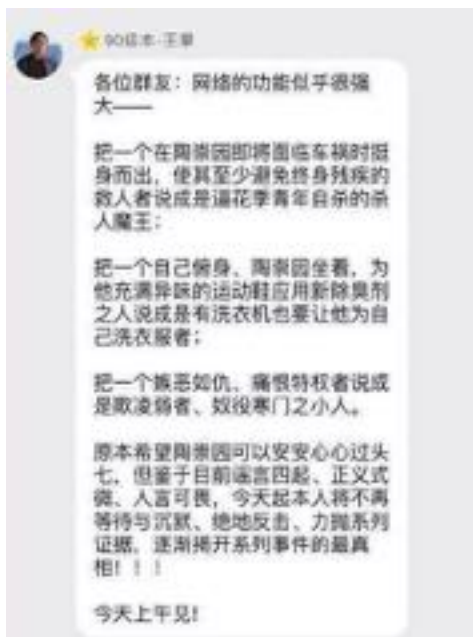 90信本-王攀
各位群友：网络的功能似乎很强
大——
把一个在陶崇园即将面临车祸时挺
身而出，使其至少避免终身残疾的
救人者说成是逼花季青年自杀的杀
人魔王；
把一个自己俯身、陶崇园坐着，为
他充满异味的运动鞋应用新除臭剂
之人说成是有洗衣机也要让他为自
己洗衣服者；
把一个嫉恶如仇、痛恨特权者说成
是欺凌弱者、奴役寒门之小人。
原本希望陶崇园可以安安心心过头
七，但鉴于目前谣言四起、正义式
微、人言可畏，今天起本人将不再
等待与沉默、绝地反击、力抛系列
证据，逐渐揭开系列事件的最真
相！！！
今天上午见！